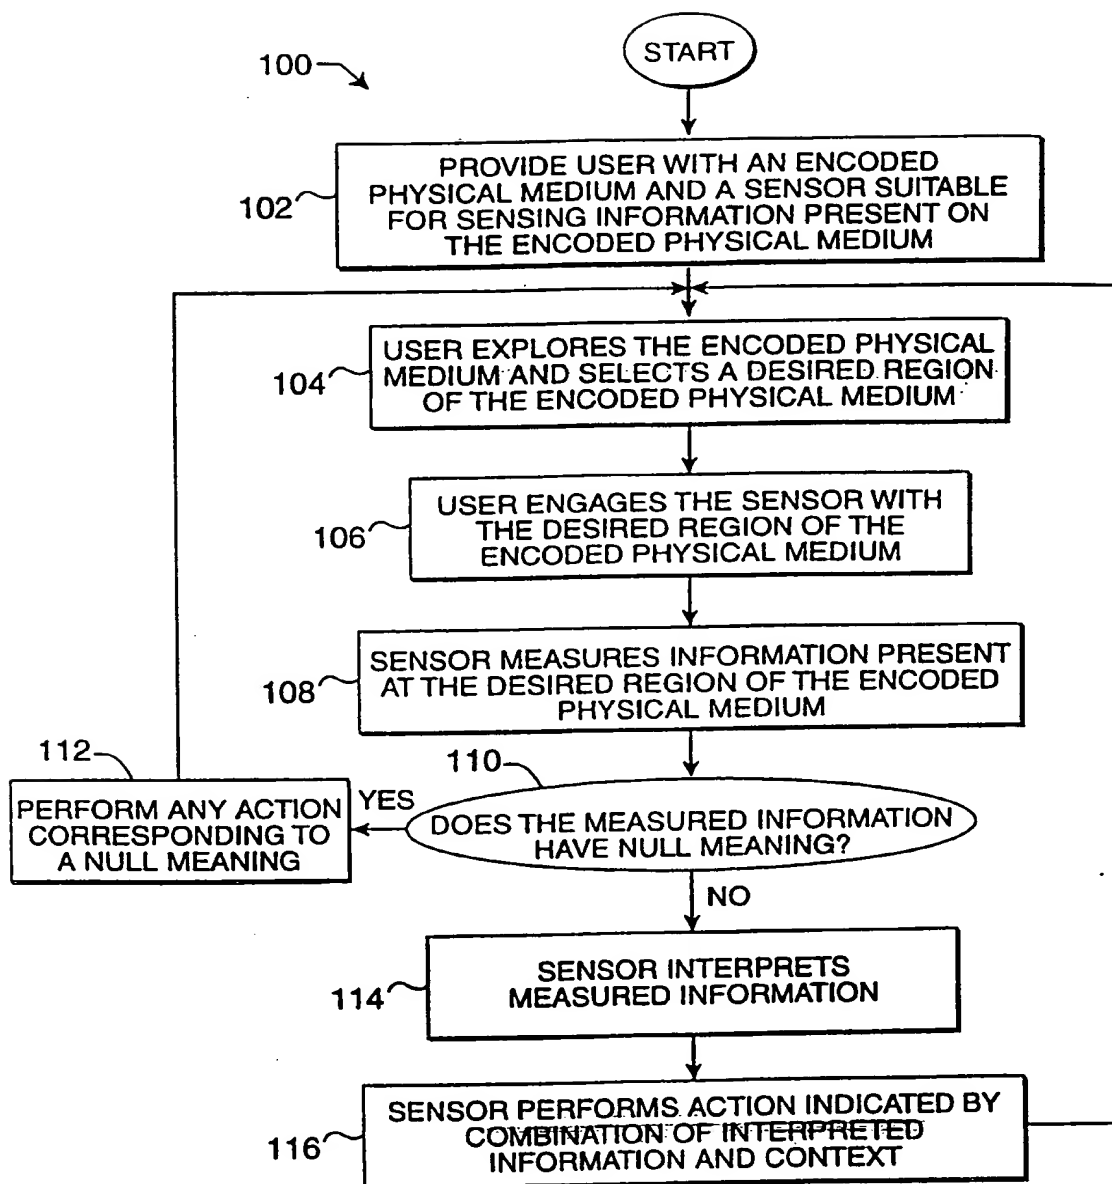 START
100
PROVIDE USER WITH AN ENCODED
PHYSICAL MEDIUM AND A SENSOR SUITABLE
FOR SENSING INFORMATION PRESENT ON
THE ENCODED PHYSICAL MEDIUM
102
USER EXPLORES THE ENCODED PHYSICAL
MEDIUM AND SELECTS A DESIRED REGION
OF THE ENCODED PHYSICAL MEDIUM
104
USER ENGAGES THE SENSOR WITH
THE DESIRED REGION OF THE
ENCODED PHYSICAL MEDIUM
106
SENSOR MEASURES INFORMATION PRESENT
AT THE DESIRED REGION OF THE ENCODED
PHYSICAL MEDIUM
108
110
DOES THE MEASURED INFORMATION
HAVE NULL MEANING?
YES
112
PERFORM ANY ACTION
CORRESPONDING TO
A NULL MEANING
NO
SENSOR INTERPRETS
MEASURED INFORMATION
114
SENSOR PERFORMS ACTION INDICATED BY
COMBINATION OF INTERPRETED
INFORMATION AND CONTEXT
116